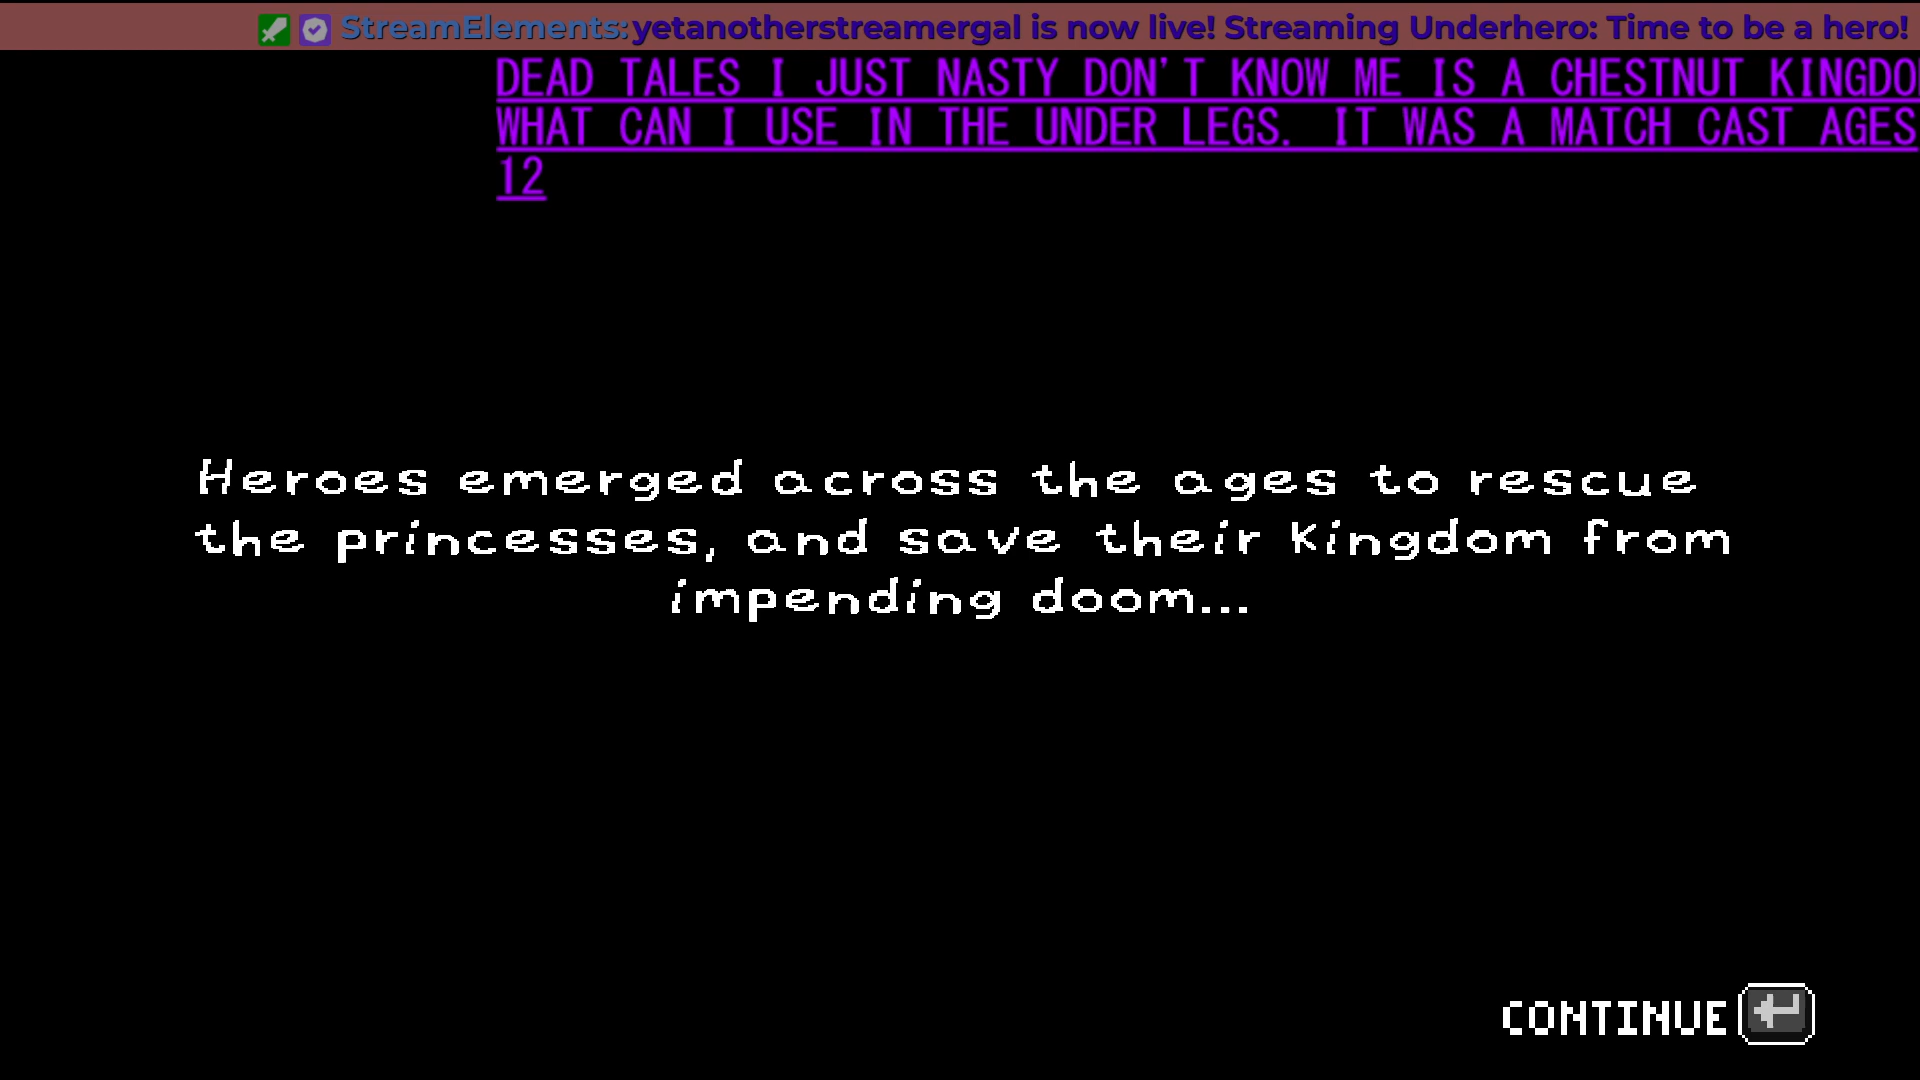 StreamElements: yetanotherstreamergal is now live! Streaming Underhero: Time to be a hero!
DEAD TALES I JUST NASTY DON'T KNOW ME IS A CHESTNUT
WHAT CAN I USE IN THE UNDER LEGS. IT WAS A MATCH CAST AGES
12
Heroes emerged across the ages to rescue
the princesses, and save their Kingdom from
impending doom...
CONTINUE